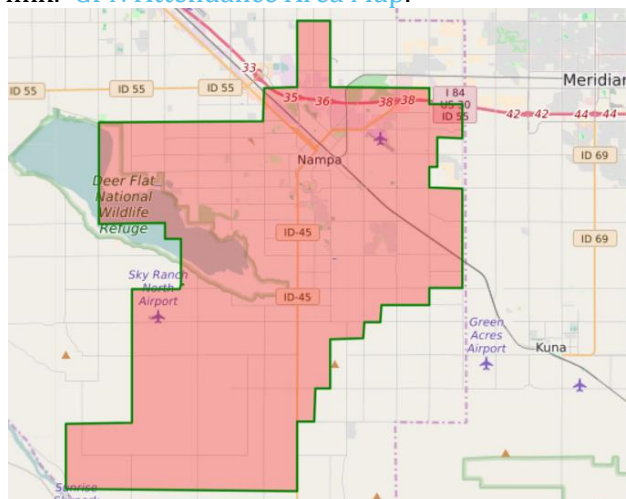 GPN Attendance Area Map.
33
ID 55
ID 55
ID 55
35
36
38
38
I 84
US 30
ID 55
Meridian
42
42
44
44
Nampa
ID 69
Deer Flat
National
Wildlife
Refuge
ID-45
ID 69
Sky Ranch
North
Airport
ID-45
Green
Acres
Airport
Kuna
Sunrise